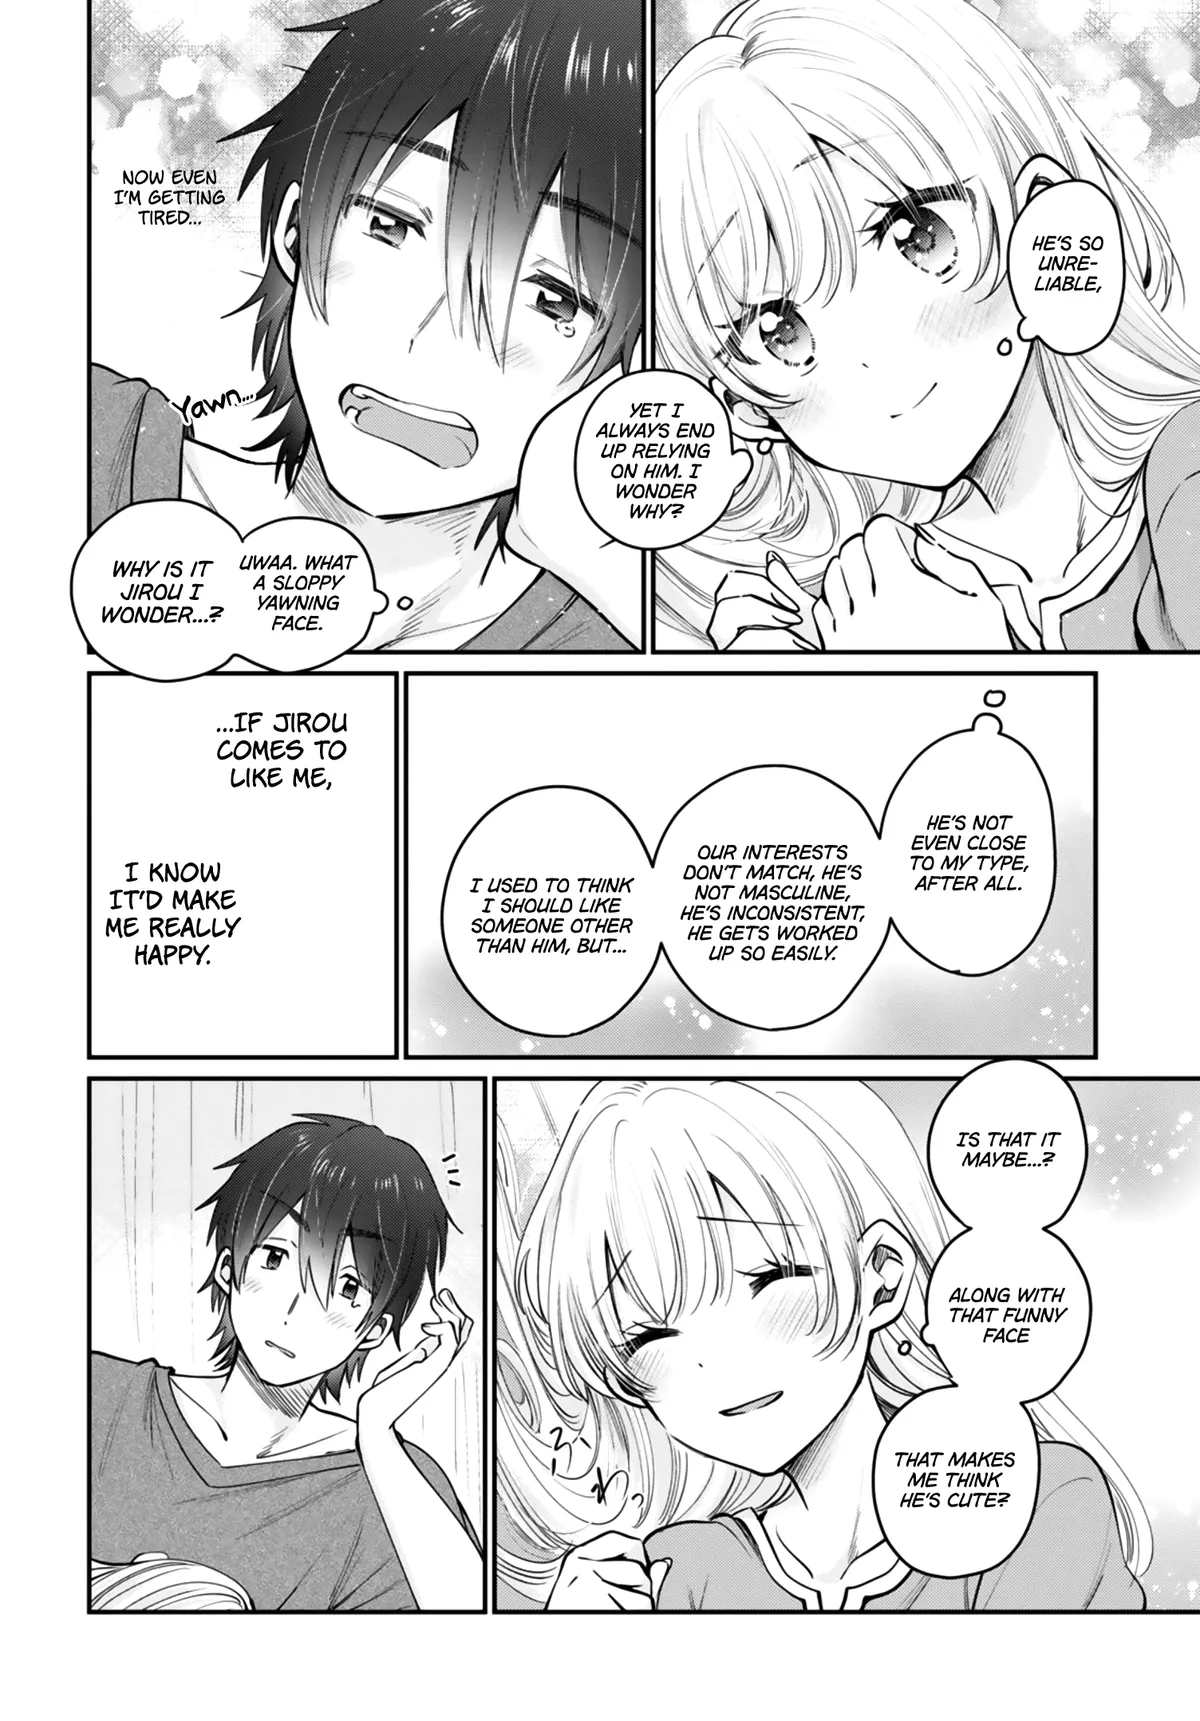 HE'S SO
UNRE-
LIABLE,
YET I
ALWAYS END
UP RELYING
ON HIM. I
WONDER
WHY?
NOW EVEN
I'M GETTING
TIRED...
Yawn...
UWAA. WHAT
A SLOPPY
YAWNING
FACE.
WHY IS IT
JIROU I
WONDER...?
HE'S NOT
EVEN CLOSE
TO MY TYPE,
AFTER ALL.
OUR INTERESTS
DON'T MATCH, HE'S
NOT MASCULINE,
HE'S INCONSISTENT,
HE GETS WORKED
UP SO EASILY.
I USED TO THINK
I SHOULD LIKE
SOMEONE OTHER
THAN HIM, BUT...
...IF JIROU
COMES TO
LIKE ME,
I KNOW
IT'D MAKE
ME REALLY
HAPPY.
IS THAT IT
MAYBE...?
ALONG WITH
THAT FUNNY
FACE
THAT MAKES
ME THINK
HE'S CUTE?
ふわっ